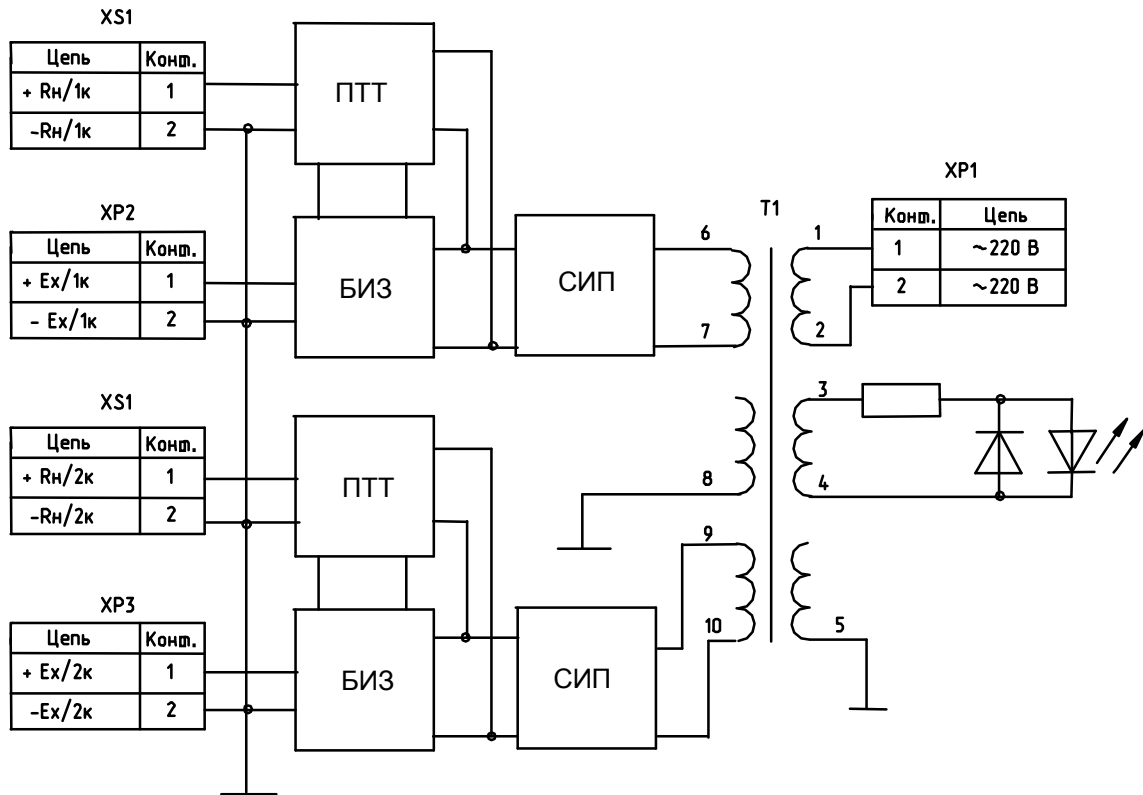 XS1
Цепь Конт.
+ Rн/1к 1
-Rн/1к 2
ПТТ
XP2
Цепь Конт.
+ Ex/1к 1
- Ex/1к 2
БИЗ
СИП
6
7
T1
1
2
XP1
Конт. Цепь
1 ~220 В
2 ~220 В
XS1
Цепь Конт.
+ Rн/2к 1
-Rн/2к 2
ПТТ
8
3
4
XP3
Цепь Конт.
+ Ex/2к 1
-Ex/2к 2
БИЗ
СИП
9
10
5